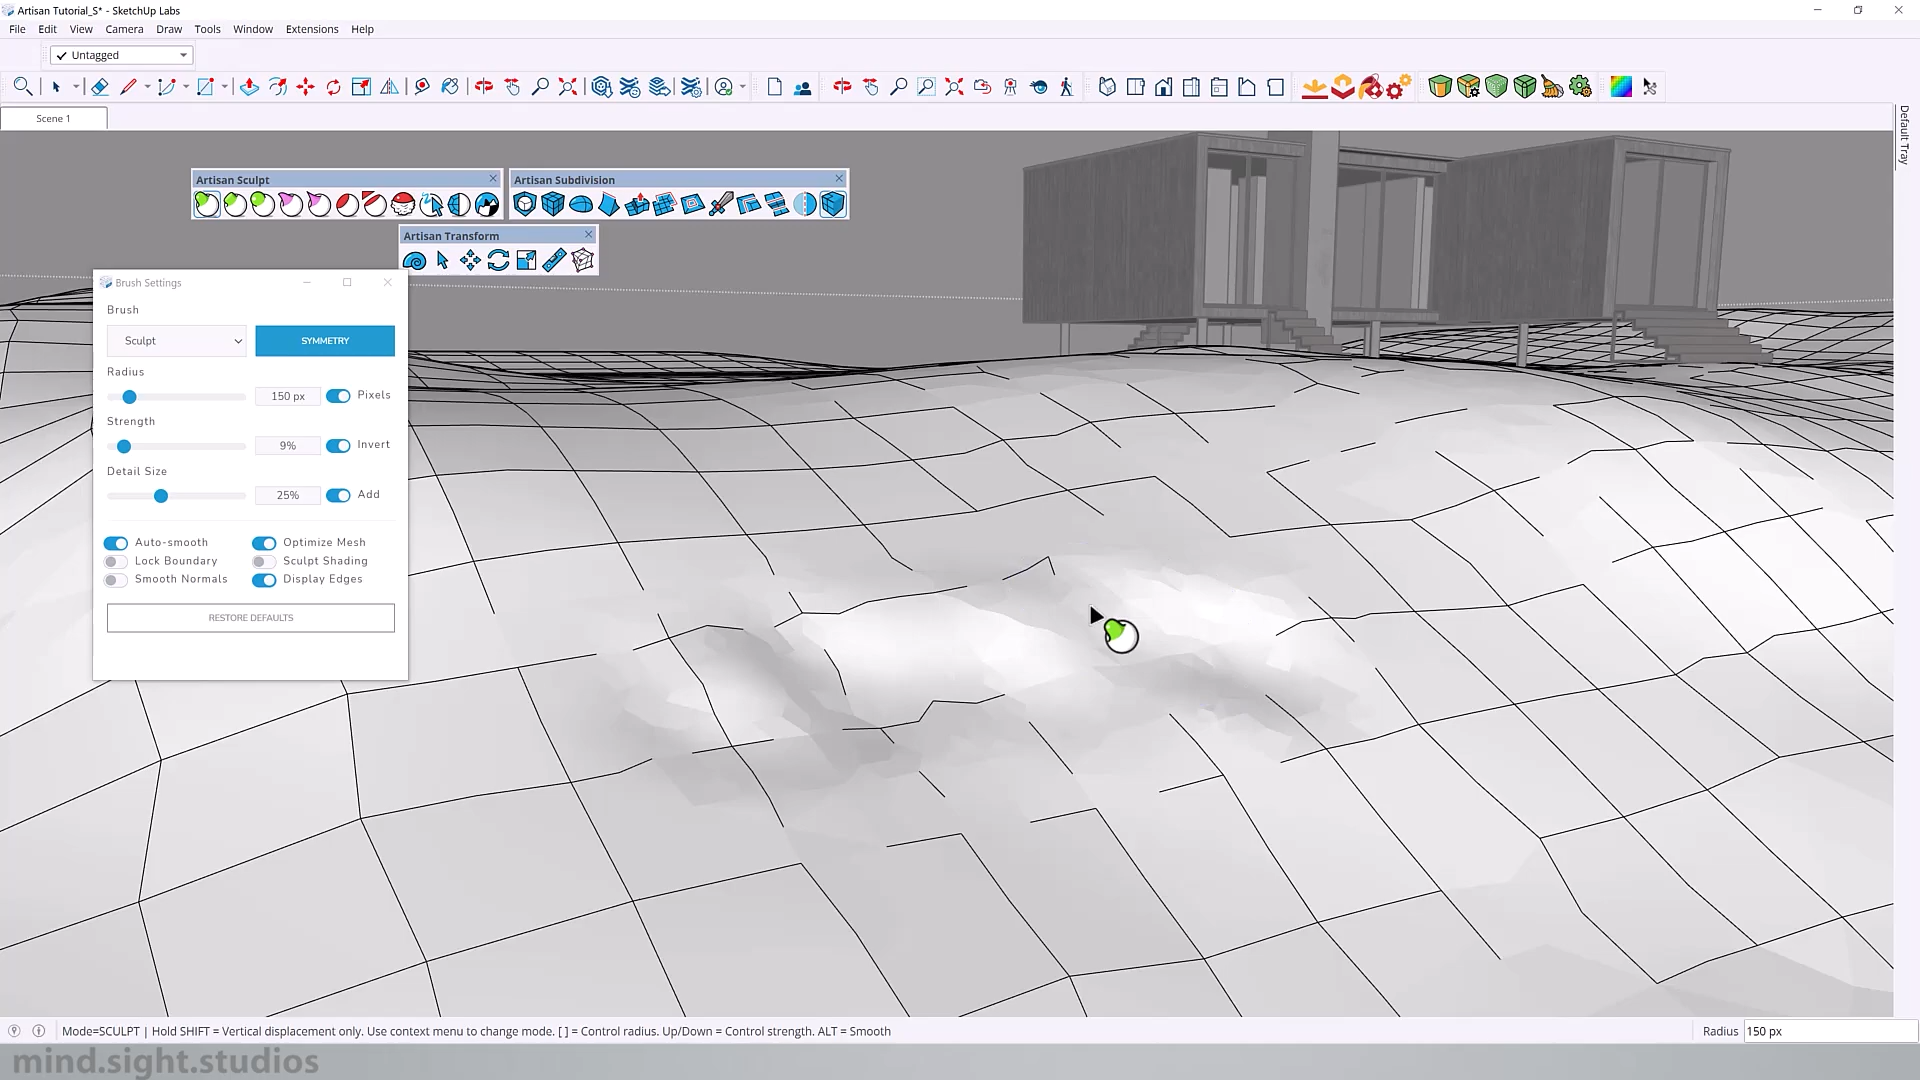 Artisan Tutorial_S* - SketchUp Labs
File Edit View Camera Draw Tools Window Extensions Help
Untagged
Scene 1
Default Tray
Artisan Sculpt
Artisan Subdivision
Artisan Transform
Brush Settings
Brush
Sculpt SYMMETRY
Radius
150 px Pixels
Strength
9% Invert
Detail Size
25% Add
Auto-smooth Optimize Mesh
Lock Boundary Sculpt Shading
Smooth Normals Display Edges
RESTORE DEFAULTS
Mode=SCULPT | Hold SHIFT = Vertical displacement only. Use context menu to change mode. [ ] = Control radius. Up/Down = Control strength. ALT = Smooth
Radius 150 px
mind.sight.studios